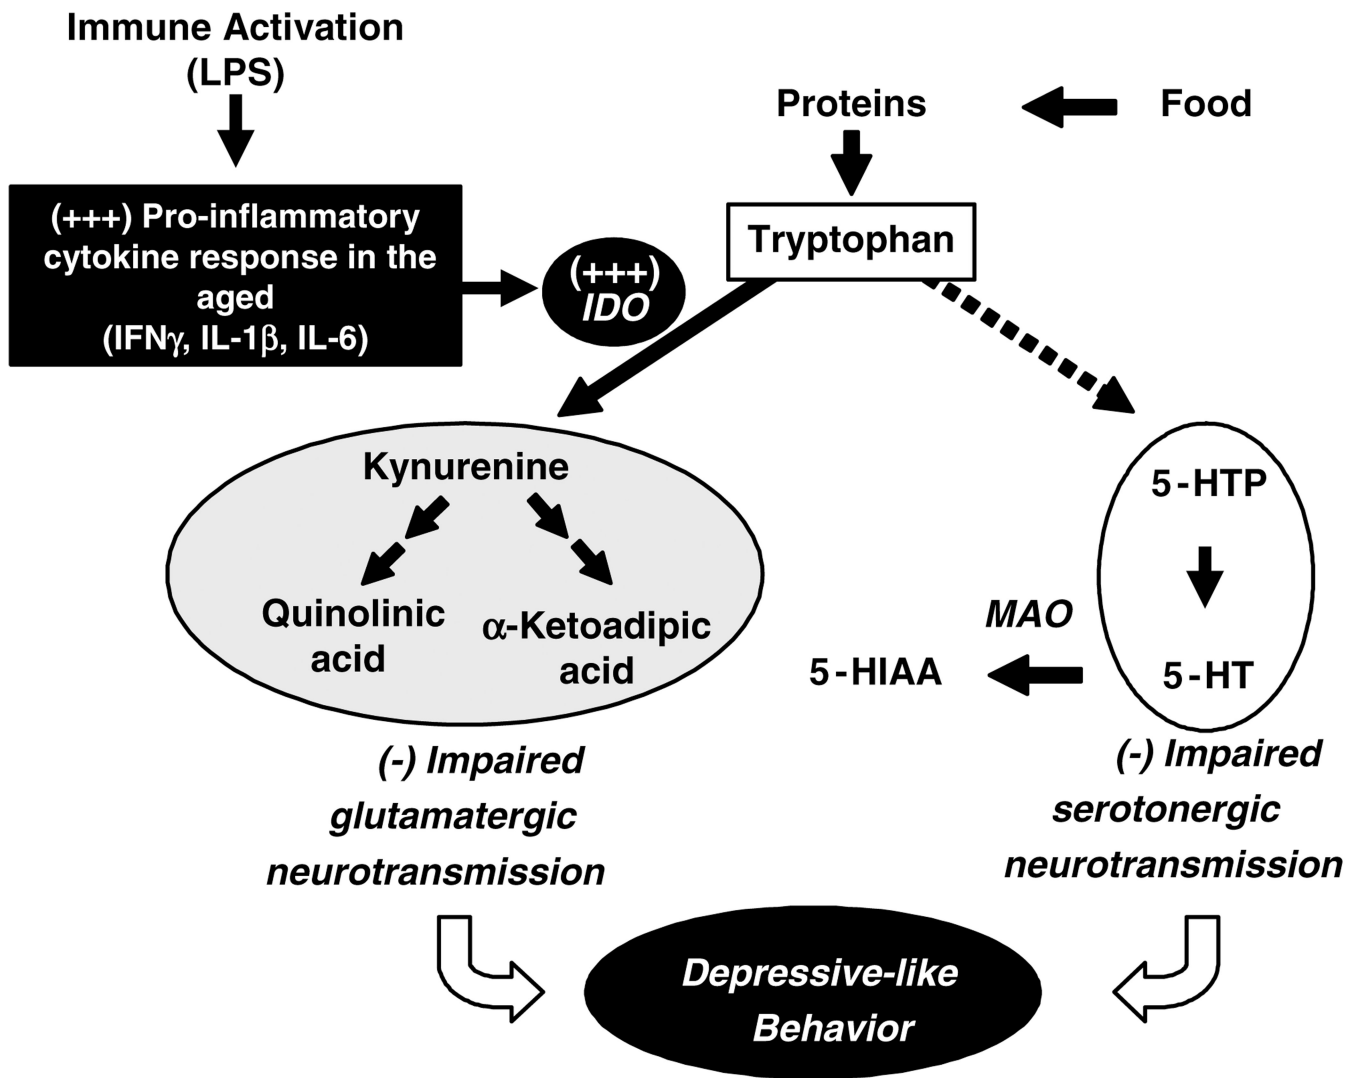 Immune Activation
(LPS)
Proteins
Food
(+++) Pro-inflammatory
cytokine response in the
aged
(IFNγ, IL-1β, IL-6)
(+++)
IDO
Tryptophan
Kynurenine
Quinolinic
acid
α-Ketoadipic
acid
5-HTP
MAO
5-HIAA
5-HT
(-) Impaired
glutamatergic
neurotransmission
(-) Impaired
serotonergic
neurotransmission
Depressive-like
Behavior